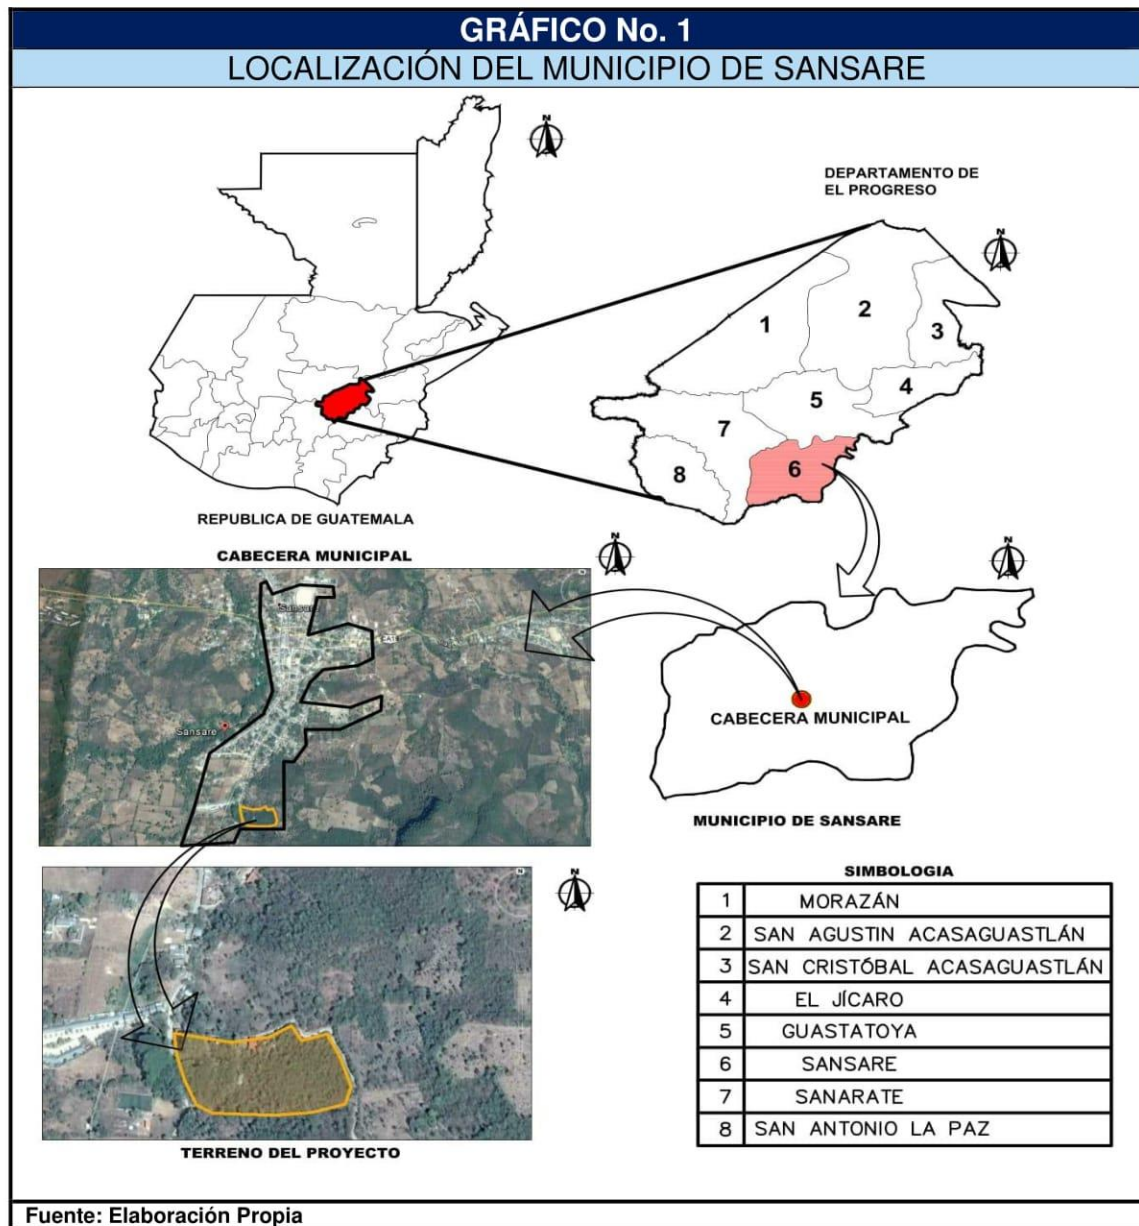 GRÁFICO No. 1
LOCALIZACIÓN DEL MUNICIPIO DE SANSARE
N
DEPARTAMENTO DE
EL PROGRESO
N
1
2
3
4
5
6
7
8
REPUBLICA DE GUATEMALA
CABECERA MUNICIPAL
N
N
Sansare
Sansare
CABECERA MUNICIPAL
MUNICIPIO DE SANSARE
N
TERRENO DEL PROYECTO
SIMBOLOGIA
1 MORAZÁN
2 SAN AGUSTIN ACASAGUASTLÁN
3 SAN CRISTÓBAL ACASAGUASTLÁN
4 EL JÍCARO
5 GUASTATOYA
6 SANSARE
7 SANARATE
8 SAN ANTONIO LA PAZ
Fuente: Elaboración Propia